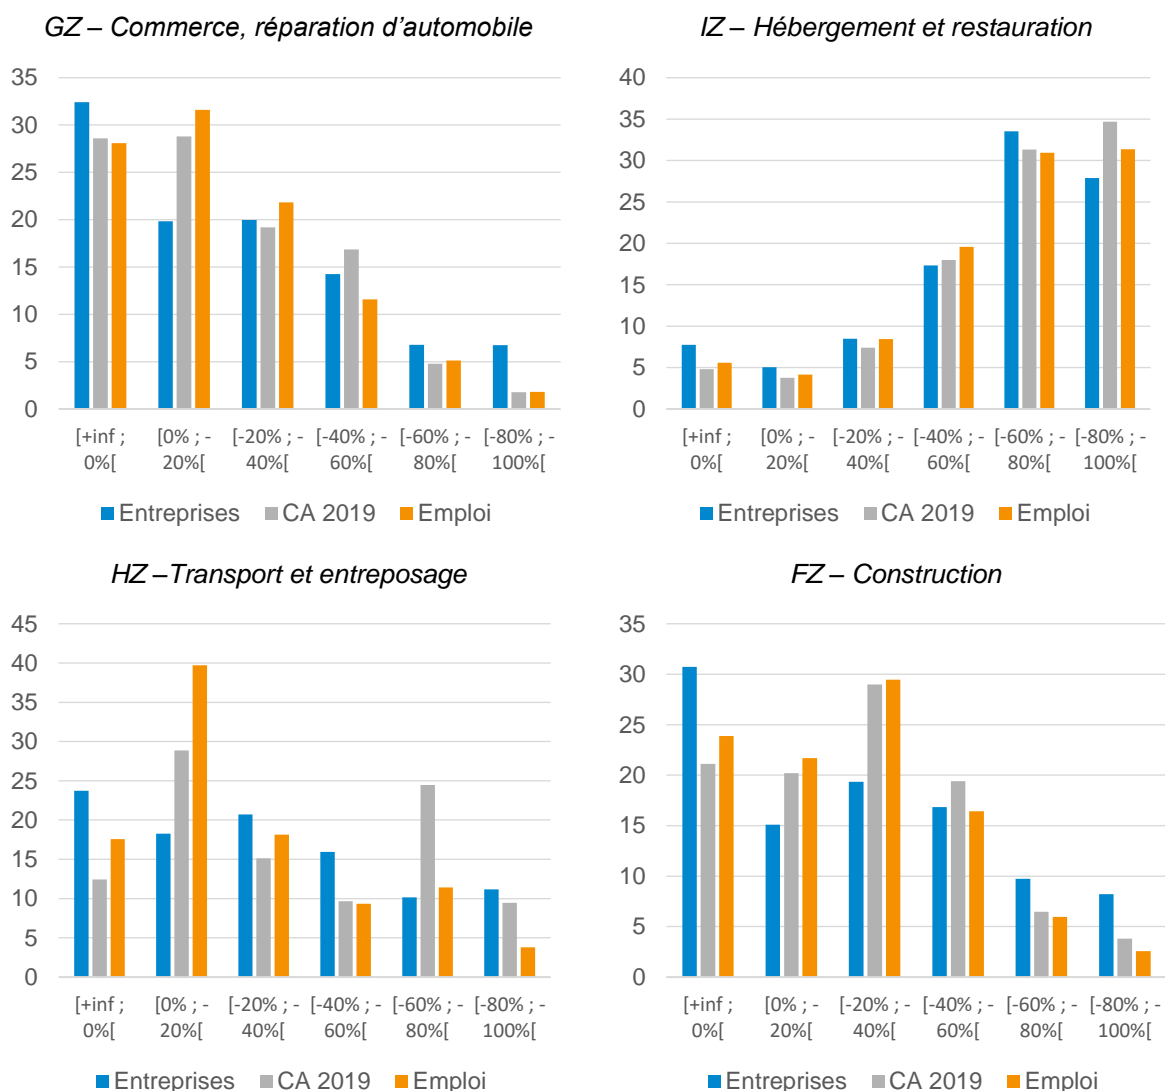 GZ – Commerce, réparation d'automobile
35
30
25
20
15
10
5
0
[+inf ; [0% ; - [-20% ; - [-40% ; - [-60% ; - [-80% ; -
0%[ 20%[ 40%[ 60%[ 80%[ 100%[
Entreprises CA 2019 Emploi
IZ – Hébergement et restauration
40
35
30
25
20
15
10
5
0
[+inf ; [0% ; - [-20% ; - [-40% ; - [-60% ; - [-80% ; -
0%[ 20%[ 40%[ 60%[ 80%[ 100%[
Entreprises CA 2019 Emploi
HZ –Transport et entreposage
45
40
35
30
25
20
15
10
5
0
[+inf ; [0% ; - [-20% ; - [-40% ; - [-60% ; - [-80% ; -
0%[ 20%[ 40%[ 60%[ 80%[ 100%[
Entreprises CA 2019 Emploi
FZ – Construction
35
30
25
20
15
10
5
0
[+inf ; [0% ; - [-20% ; - [-40% ; - [-60% ; - [-80% ; -
0%[ 20%[ 40%[ 60%[ 80%[ 100%[
Entreprises CA 2019 Emploi